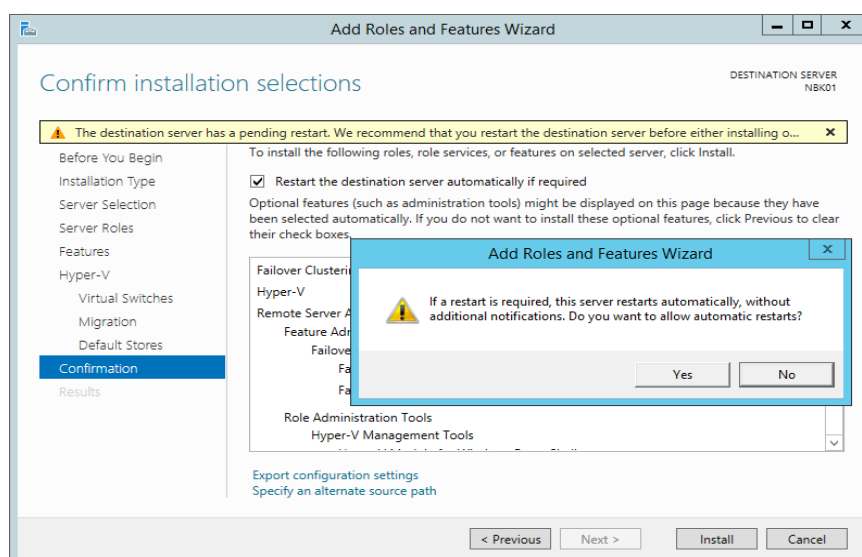 Add Roles and Features Wizard
Confirm installation selections
DESTINATION SERVER
NBK01
The destination server has a pending restart. We recommend that you restart the destination server before either installing o...
Before You Begin
Installation Type
Server Selection
Server Roles
Features
Hyper-V
Virtual Switches
Migration
Default Stores
Confirmation
Results
To install the following roles, role services, or features on selected server, click Install.
Restart the destination server automatically if required
Optional features (such as administration tools) might be displayed on this page because they have
been selected automatically. If you do not want to install these optional features, click Previous to clear
their check boxes.
Failover Clusteri
Hyper-V
Remote Server A
Feature Adr
Failove
Fa
Fa
Role Administration Tools
Hyper-V Management Tools
Add Roles and Features Wizard
If a restart is required, this server restarts automatically, without
additional notifications. Do you want to allow automatic restarts?
Yes
No
Export configuration settings
Specify an alternate source path
< Previous
Next >
Install
Cancel